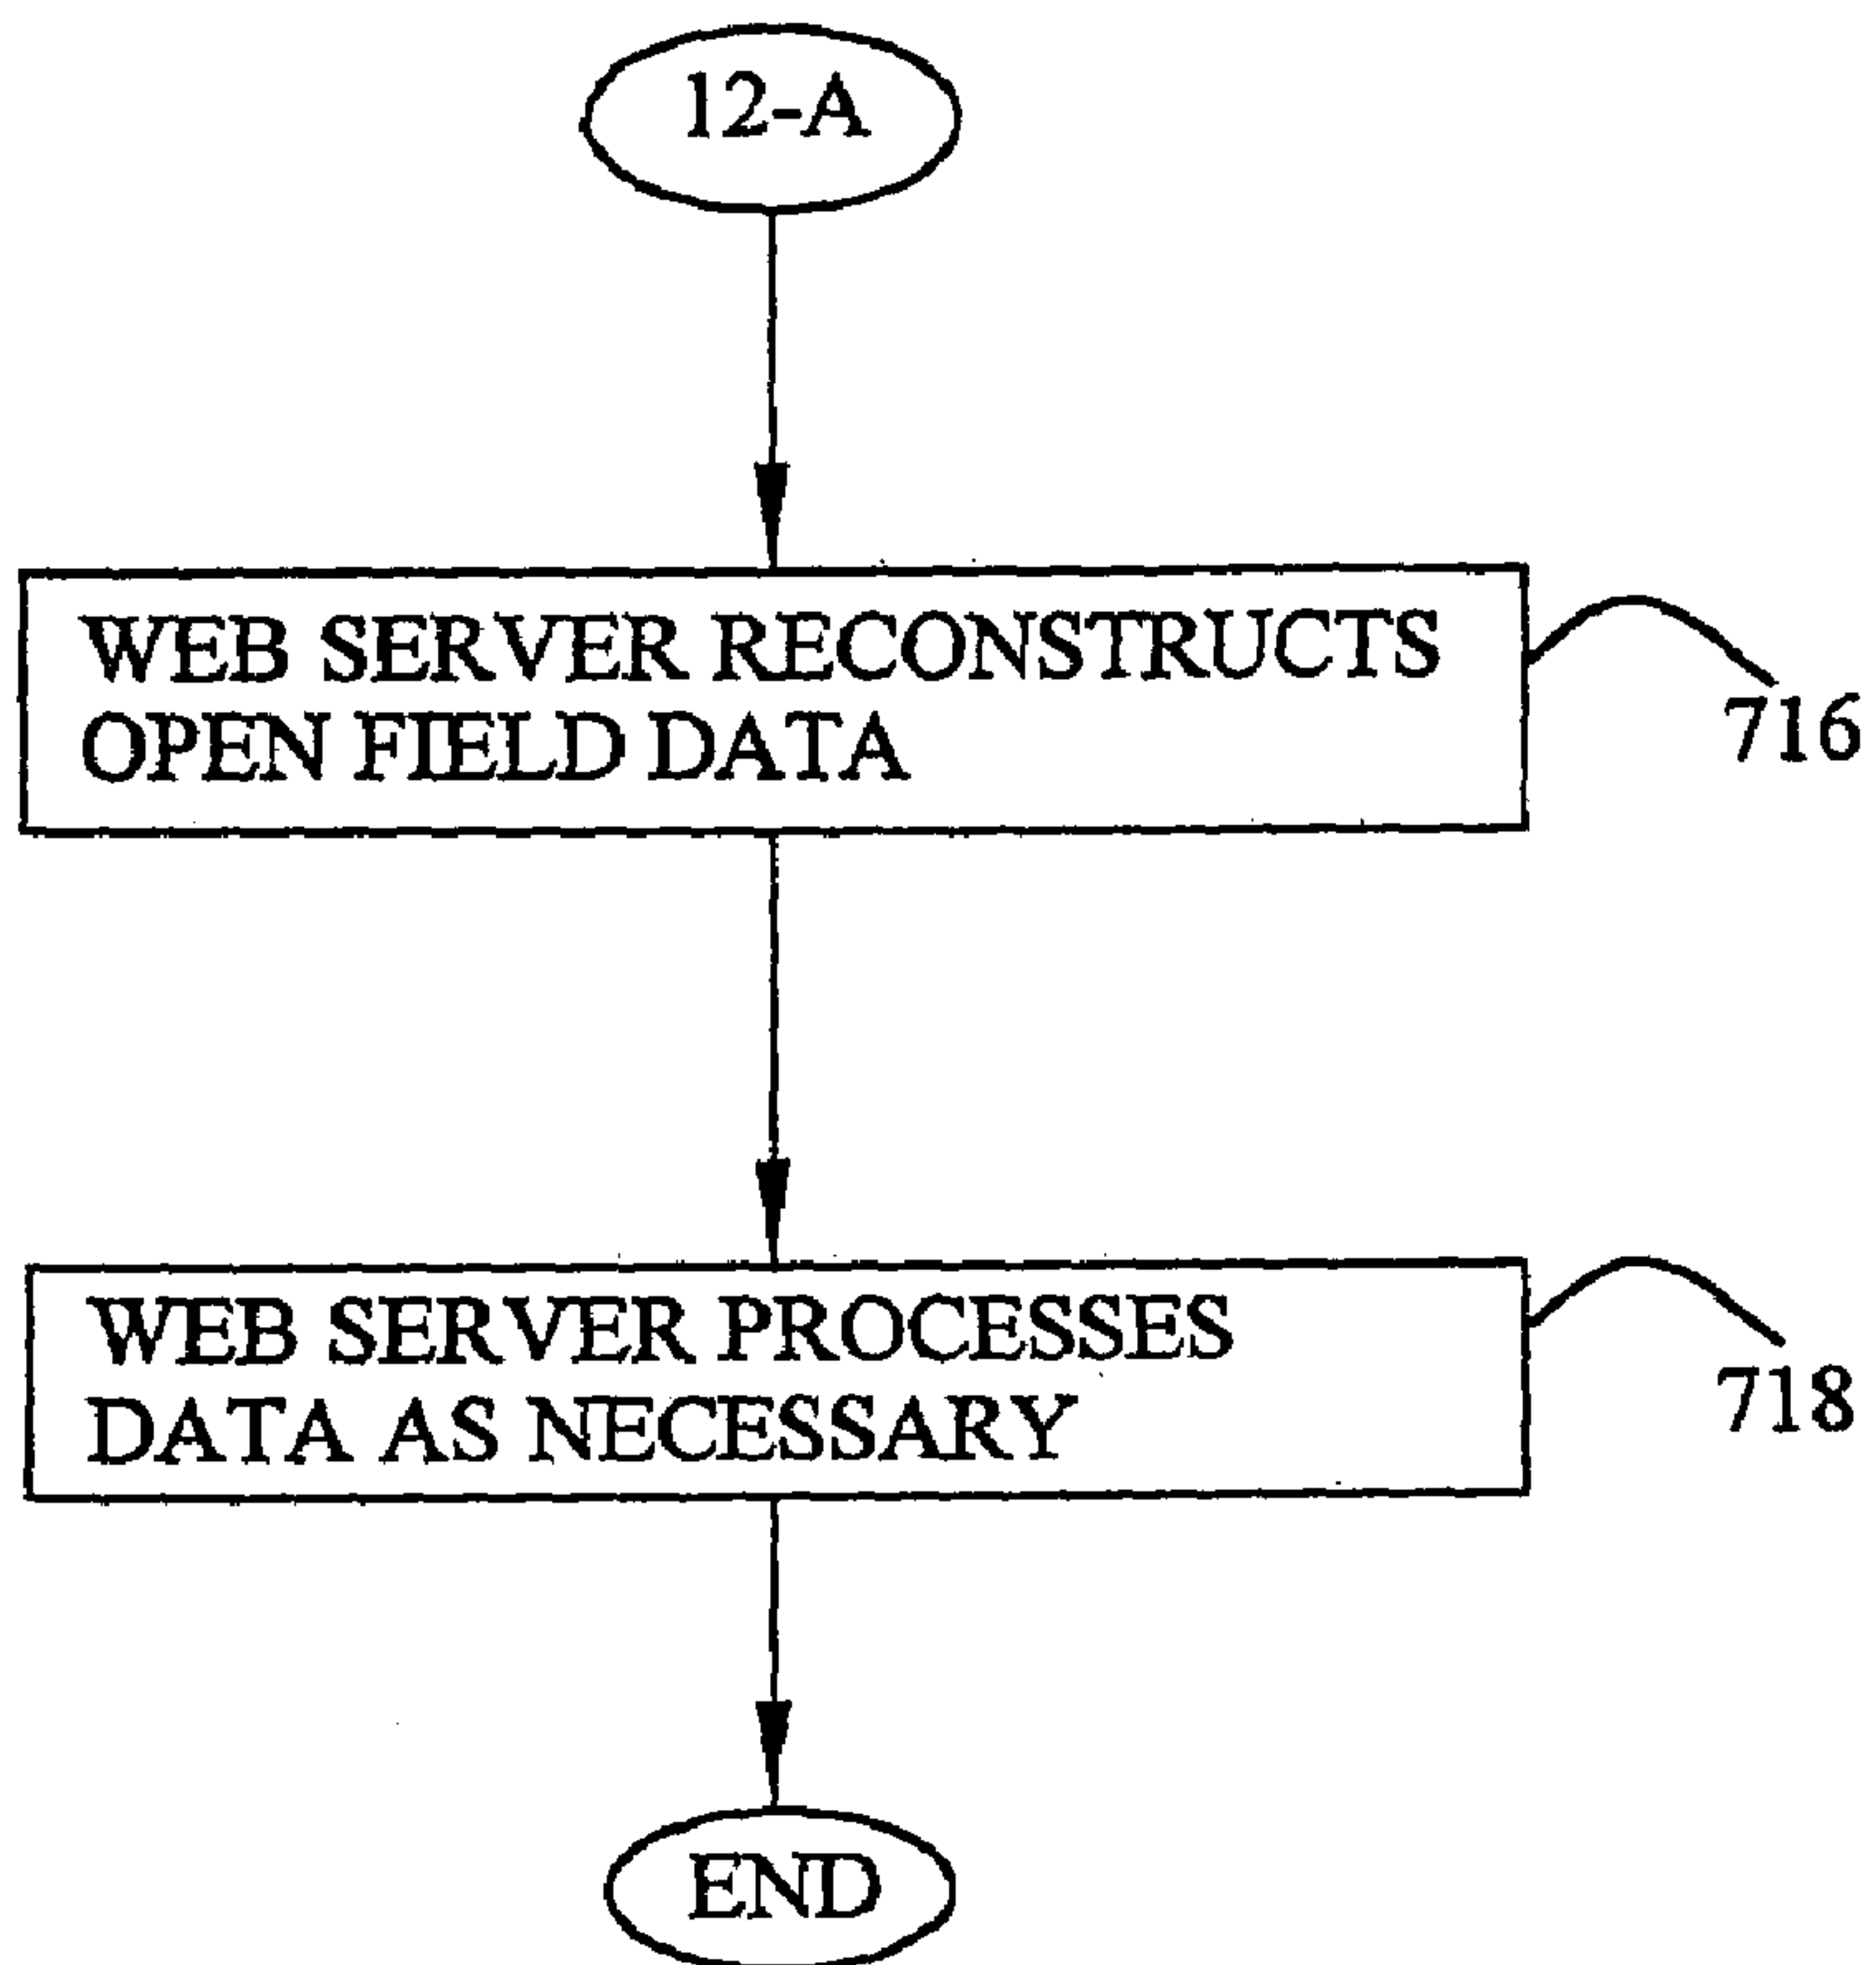 12-A
WEB SERVER RECONSTRUCTS
OPEN FIELD DATA
716
WEB SERVER PROCESSES
DATA AS NECESSARY
718
END